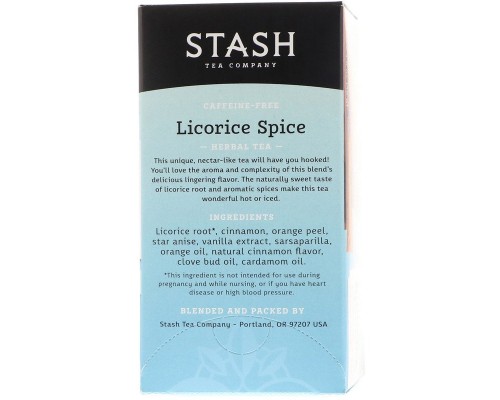 STASH
TEA COMPANY
CAFFEINE-FREE
Licorice Spice
— HERBAL TEA —
This unique, nectar-like tea will have you hooked!
You'll love the aroma and complexity of this blend's
delicious lingering flavor. The naturally sweet taste
of licorice root and aromatic spices make this tea
wonderful hot or iced.
INGREDIENTS
Licorice root*, cinnamon, orange peel,
star anise, vanilla extract, sarsaparilla,
orange oil, natural cinnamon flavor,
clove bud oil, cardamom oil.
*This ingredient is not intended for use during
pregnancy and while nursing, or if you have heart
disease or high blood pressure.
BLENDED AND PACKED BY
Stash Tea Company - Portland, OR 97207 USA